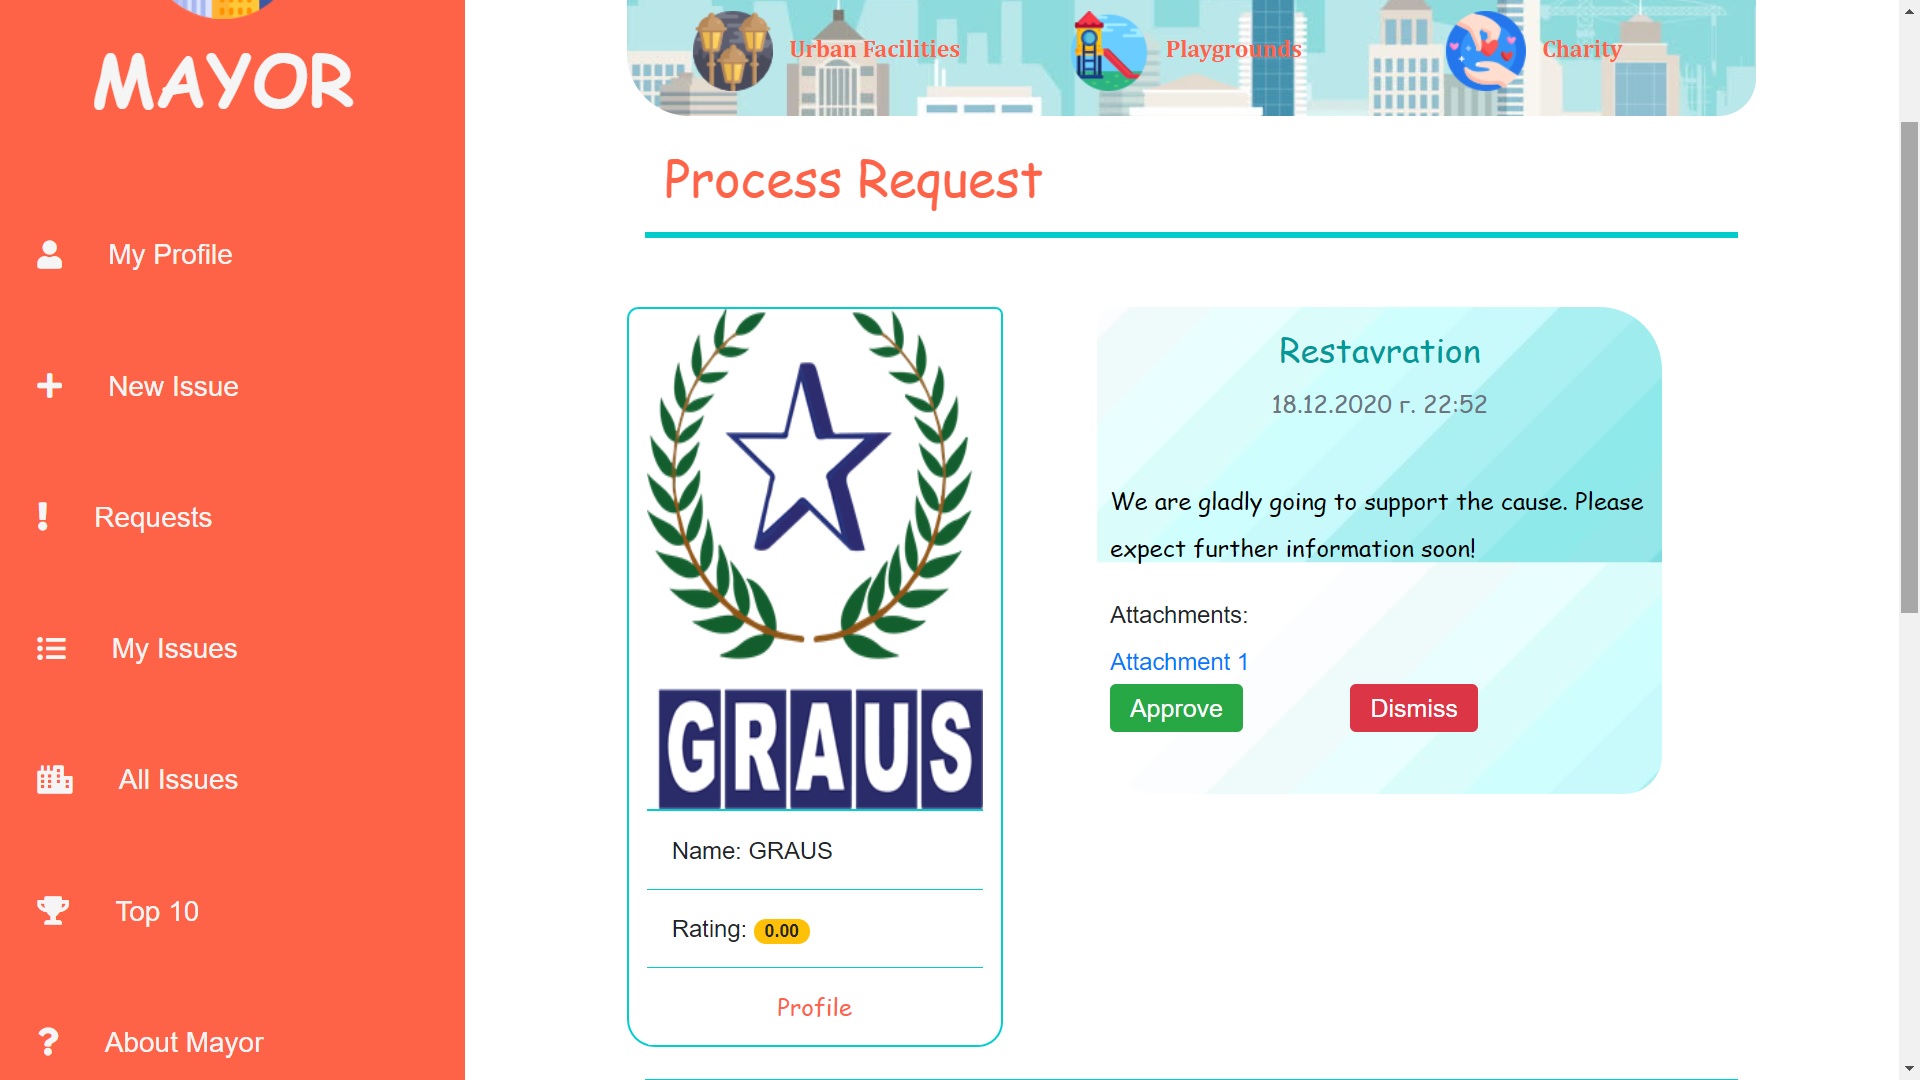 Urban Facilities
Playgrounds
Charity
MAYOR
My Profile
New Issue
Requests
My Issues
All Issues
Top 10
About Mayor
Process Request
GRAUS
Name: GRAUS
Rating: 0.00
Profile
Restavration
18.12.2020 г. 22:52
We are gladly going to support the cause. Please
expect further information soon!
Attachments:
Attachment 1
Approve
Dismiss